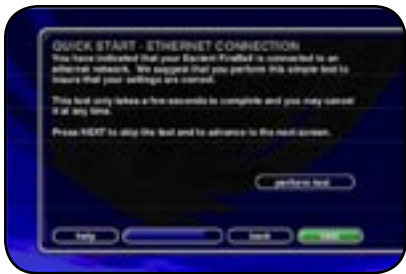 QUICK START - ETHERNET CONNECTION
You have indicated that your Escient FireBall is connected to an
ethernet network. We suggest that you perform this simple test to
insure that your settings are correct.
This test only takes a few seconds to complete and you may cancel
it at any time.
Press NEXT to skip the test and to advance to the next screen.
perform test
help
back
next